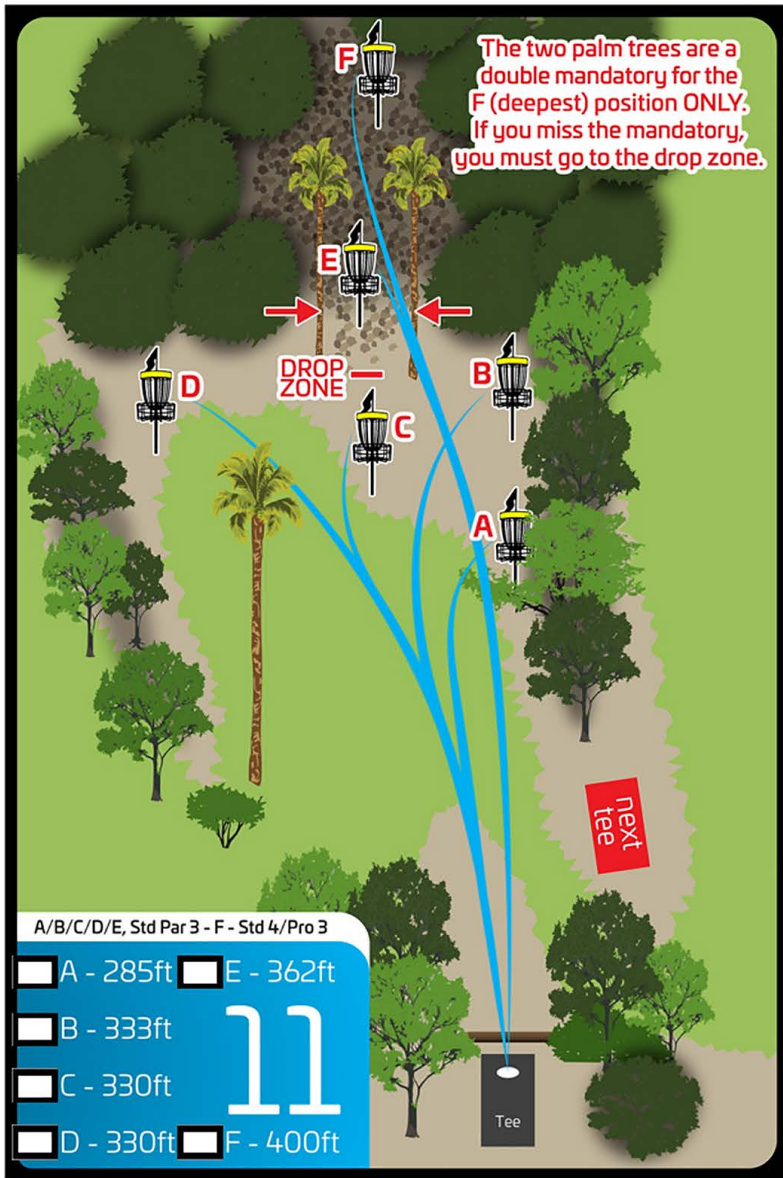 F
The two palm trees are a
double mandatory for the
F (deepest) position ONLY.
If you miss the mandatory,
you must go to the drop zone.
E
D
DROP
ZONE
B
C
A
next
tee
A/B/C/D/E, Std Par 3 - F - Std 4/Pro 3
A - 285ft E - 362ft
B - 333ft
C - 330ft
D - 330ft F - 400ft
11
Tee